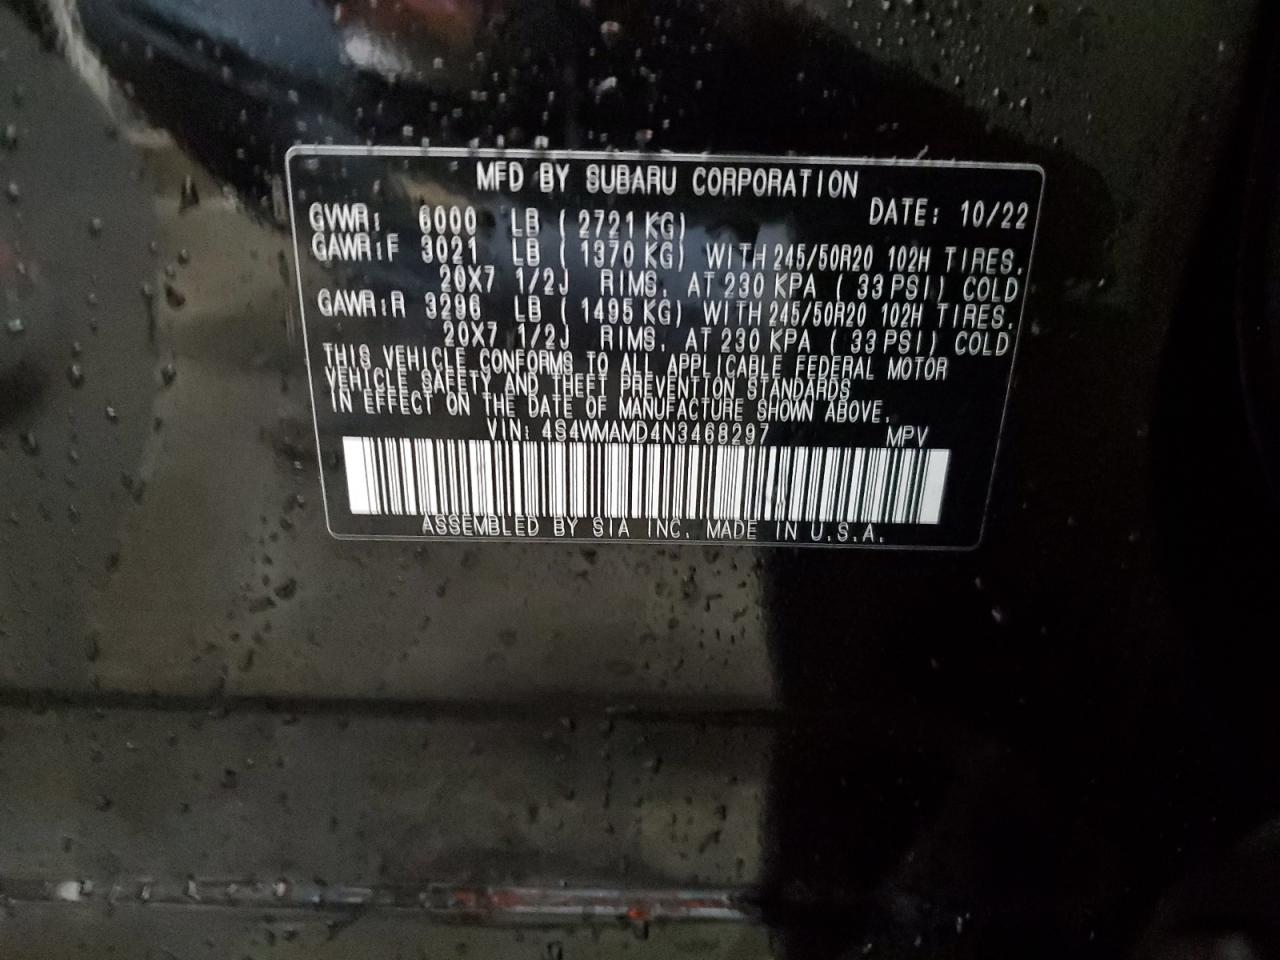 MFD BY SUBARU CORPORATION
DATE: 10/22
GVWR: 6000 LB ( 2721 KG)
GAWR:F 3021 LB ( 1370 KG) WITH 245/50R20 102H TIRES,
20X7 1/2J RIMS, AT 230 KPA ( 33 PSI) COLD
GAWR:R 3296 LB ( 1495 KG) WITH 245/50R20 102H TIRES,
20X7 1/2J RIMS, AT 230 KPA ( 33 PSI) COLD
THIS VEHICLE CONFORMS TO ALL APPLICABLE FEDERAL MOTOR
VEHICLE SAFETY AND THEFT PREVENTION STANDARDS
IN EFFECT ON THE DATE OF MANUFACTURE SHOWN ABOVE.
VIN: 4S4WMAMD4N3468297 MPV
ASSEMBLED BY SIA INC. MADE IN U.S.A.